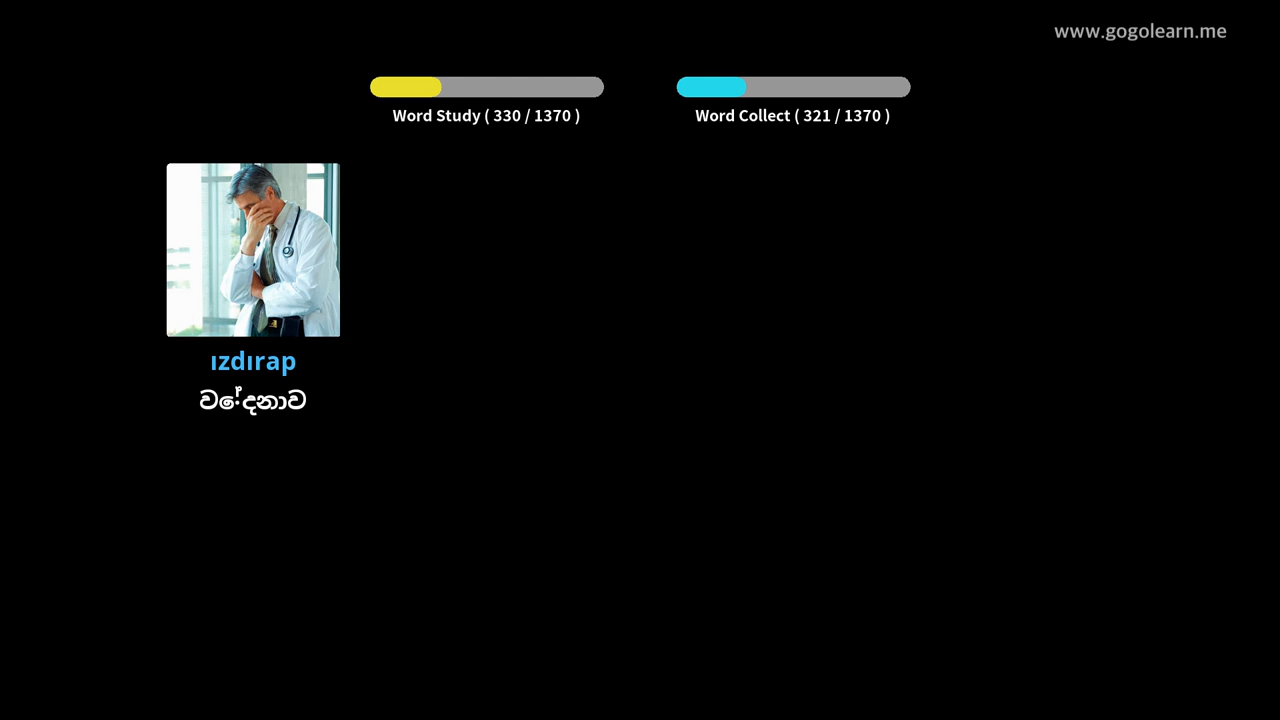 www.gogolearn.me
Word Study ( 330 / 1370 )
Word Collect ( 321 / 1370 )
ızdırap
වේදනාව